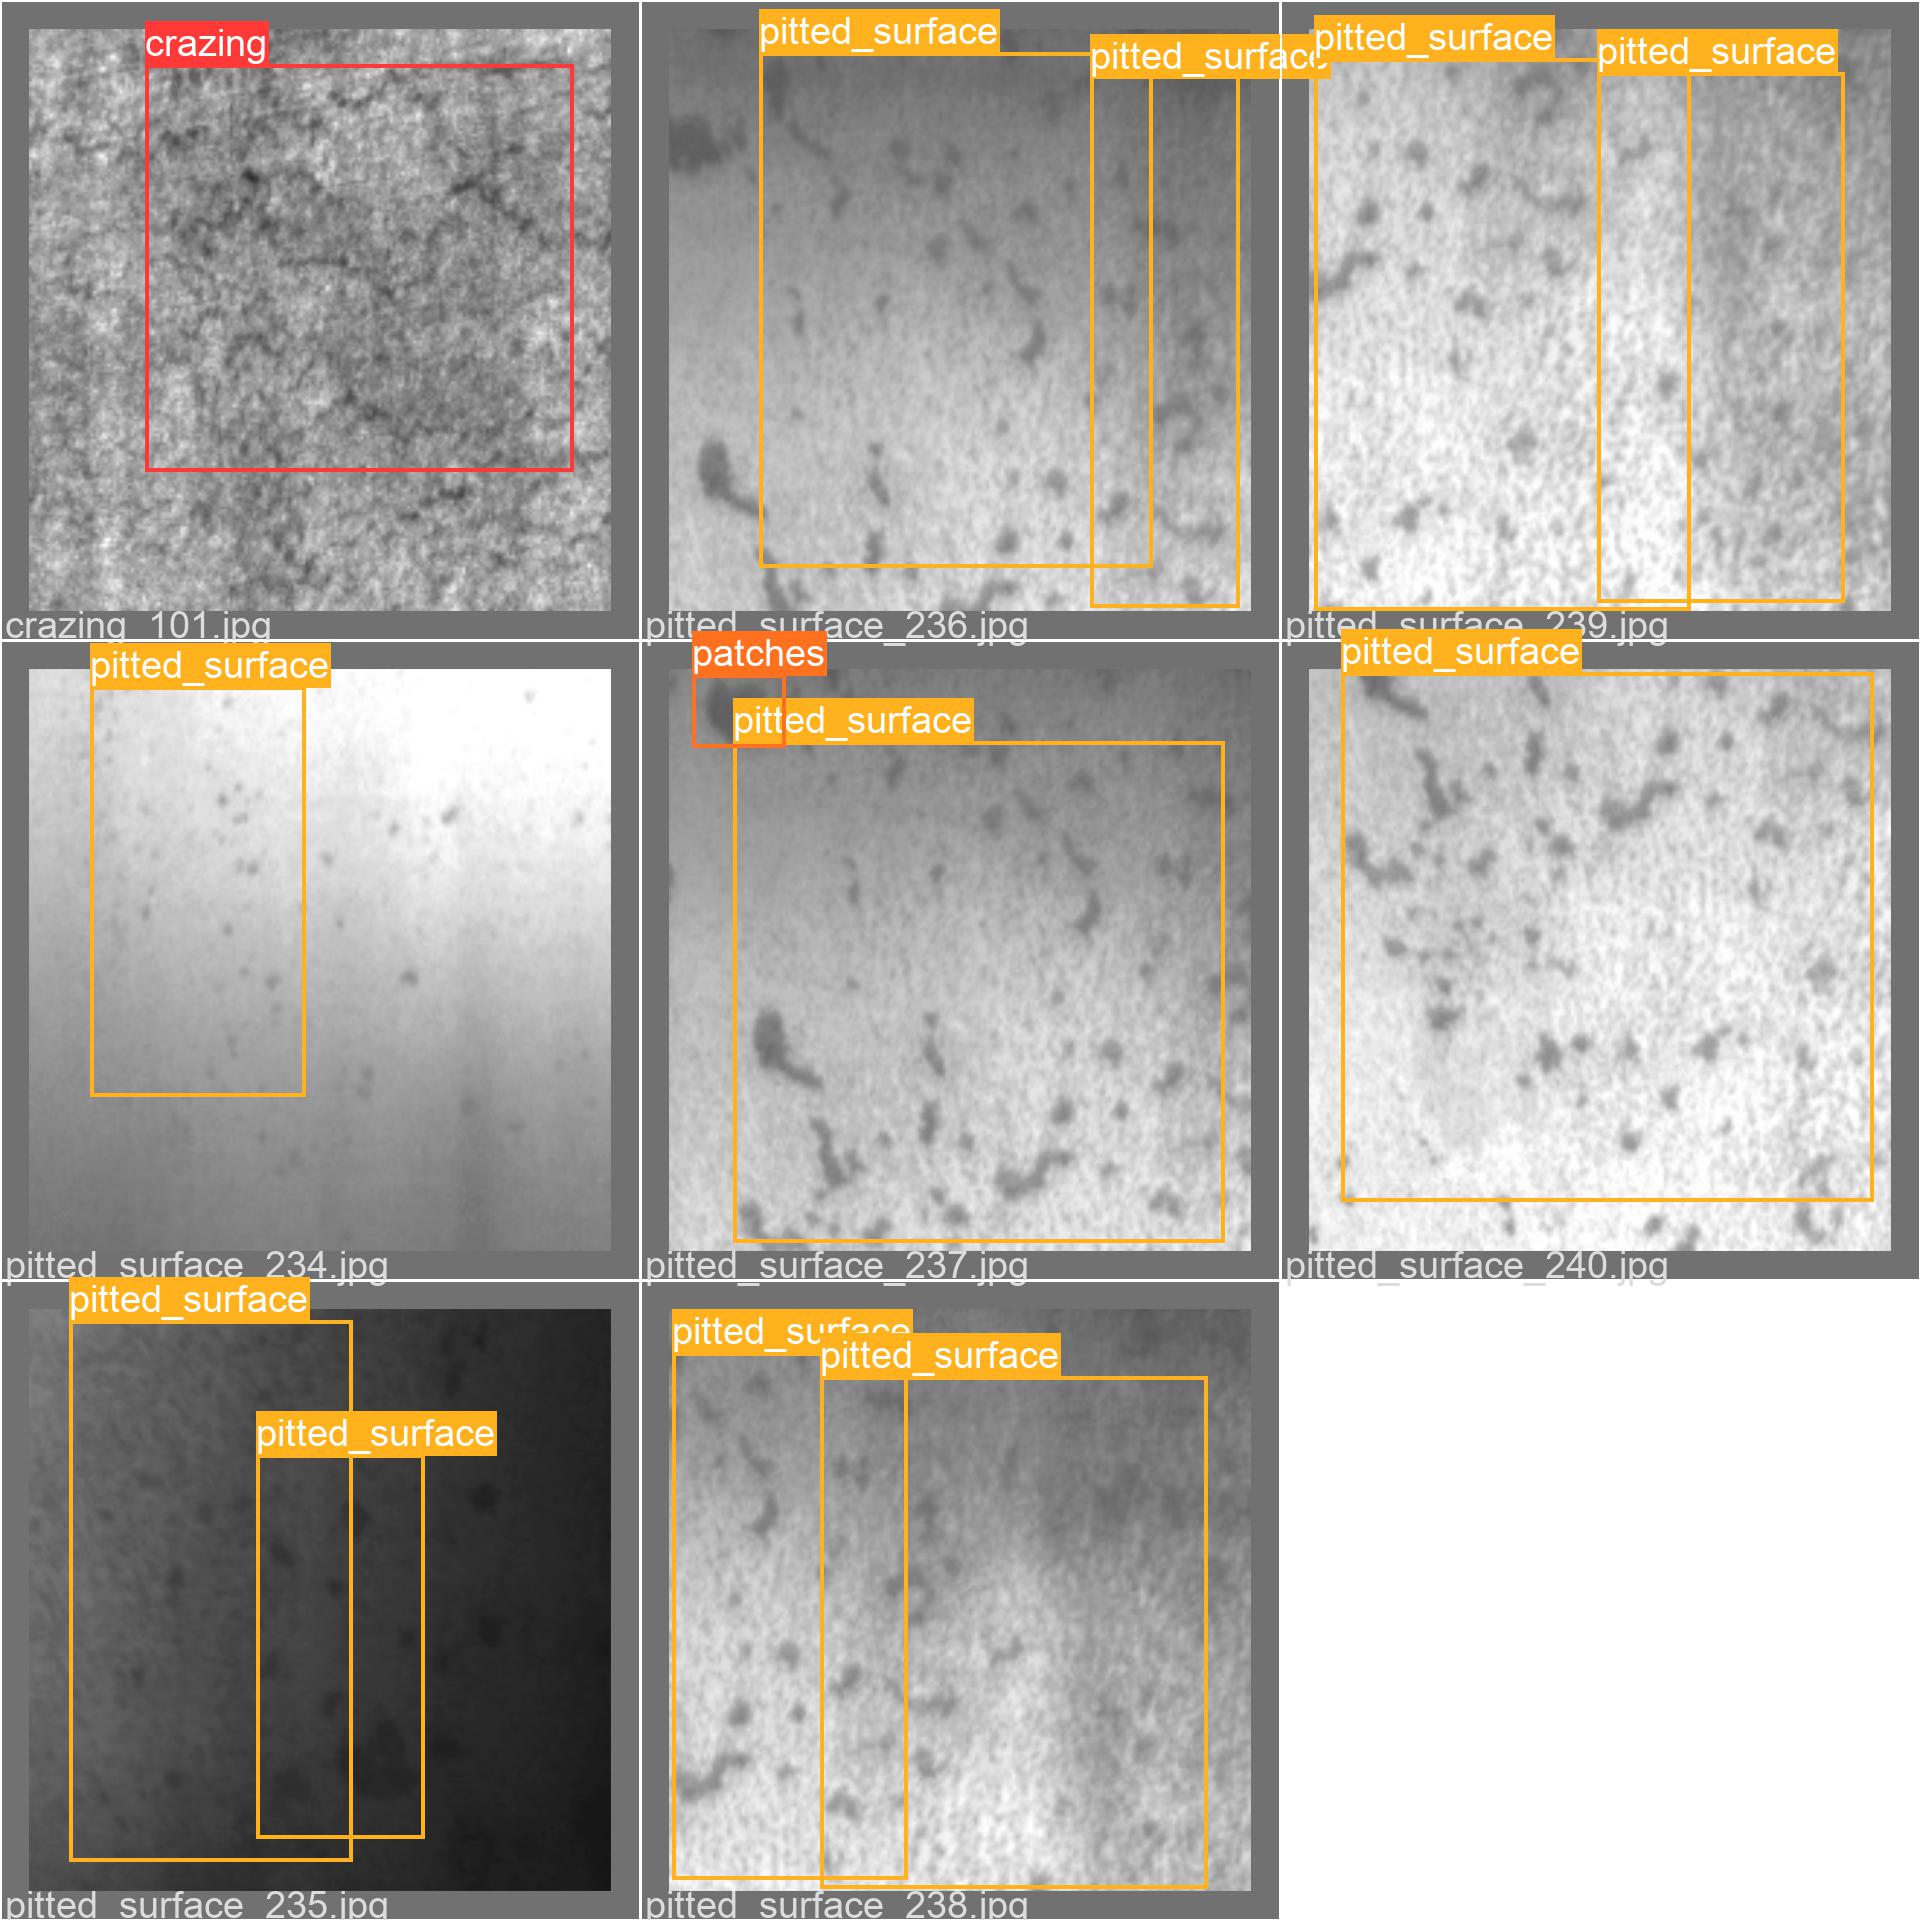 crazing
crazing_101.jpg
pitted_surface
pitted_surface
pitted_surface_236.jpg
pitted_surface
pitted_surface
pitted_surface_239.jpg
pitted_surface
pitted_surface_234.jpg
patches
pitted_surface
pitted_surface_237.jpg
pitted_surface
pitted_surface_240.jpg
pitted_surface
pitted_surface
pitted_surface_235.jpg
pitted_surface
pitted_surface
pitted_surface_238.jpg